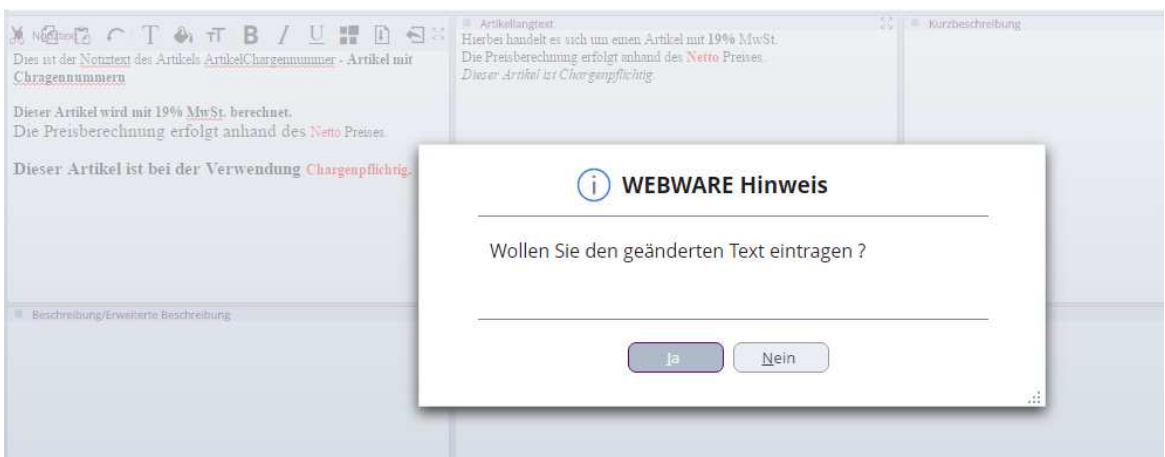 Notiztext
Dies ist der Notiztext des Artikels ArtikelChargennummer - Artikel mit
Chragennummern
Dieser Artikel wird mit 19% MwSt. berechnet.
Die Preisberechnung erfolgt anhand des Netto Preises.
Dieser Artikel ist bei der Verwendung Chargenpflichtig.
Artikellangtext
Hierbei handelt es sich um einen Artikel mit 19% MwSt.
Die Preisberechnung erfolgt anhand des Netto Preises.
Dieser Artikel ist Chargenpflichtig.
Kurzbeschreibung
WEBWARE Hinweis
Wollen Sie den geänderten Text eintragen ?
Ja
Nein
Beschreibung/Erweiterte Beschreibung